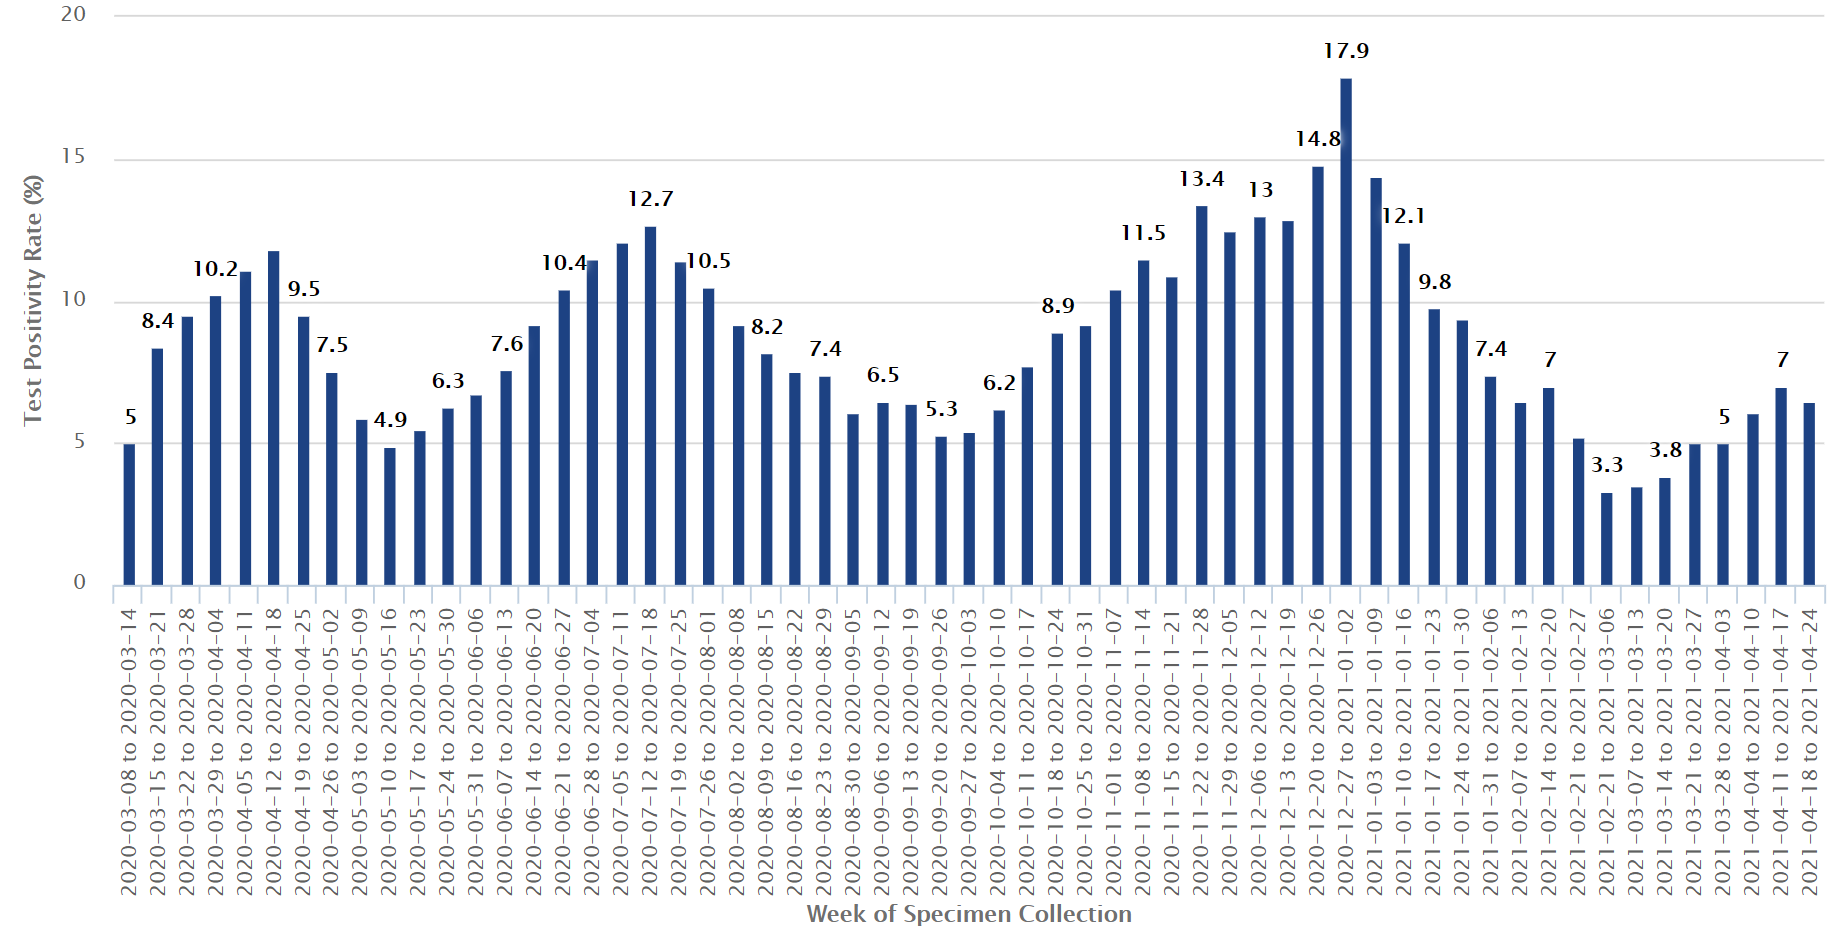 Test Positivity Rate (%)
20
15
10
5
0
5
8.4
10.2
9.5
7.5
4.9
6.3
7.6
10.4
12.7
10.5
8.2
7.4
6.5
5.3
6.2
8.9
11.5
13.4
13
14.8
17.9
12.1
9.8
7.4
7
3.3
3.8
5
7
2020-03-08 to 2020-03-14
2020-03-15 to 2020-03-21
2020-03-22 to 2020-03-28
2020-03-29 to 2020-04-04
2020-04-05 to 2020-04-11
2020-04-12 to 2020-04-18
2020-04-19 to 2020-04-25
2020-04-26 to 2020-05-02
2020-05-03 to 2020-05-09
2020-05-10 to 2020-05-16
2020-05-17 to 2020-05-23
2020-05-24 to 2020-05-30
2020-05-31 to 2020-06-06
2020-06-07 to 2020-06-13
2020-06-14 to 2020-06-20
2020-06-21 to 2020-06-27
2020-06-28 to 2020-07-04
2020-07-05 to 2020-07-11
2020-07-12 to 2020-07-18
2020-07-19 to 2020-07-25
2020-07-26 to 2020-08-01
2020-08-02 to 2020-08-08
2020-08-09 to 2020-08-15
2020-08-16 to 2020-08-22
2020-08-23 to 2020-08-29
2020-08-30 to 2020-09-05
2020-09-06 to 2020-09-12
2020-09-13 to 2020-09-19
2020-09-20 to 2020-09-26
2020-09-27 to 2020-10-03
2020-10-04 to 2020-10-10
2020-10-11 to 2020-10-17
2020-10-18 to 2020-10-24
2020-10-25 to 2020-10-31
2020-11-01 to 2020-11-07
2020-11-08 to 2020-11-14
2020-11-15 to 2020-11-21
2020-11-22 to 2020-11-28
2020-11-29 to 2020-12-05
2020-12-06 to 2020-12-12
2020-12-13 to 2020-12-19
2020-12-20 to 2020-12-26
2020-12-27 to 2021-01-02
2021-01-03 to 2021-01-09
2021-01-10 to 2021-01-16
2021-01-17 to 2021-01-23
2021-01-24 to 2021-01-30
2021-01-31 to 2021-02-06
2021-02-07 to 2021-02-13
2021-02-14 to 2021-02-20
2021-02-21 to 2021-02-27
2021-02-21 to 2021-03-06
2021-03-07 to 2021-03-13
2021-03-14 to 2021-03-20
2021-03-21 to 2021-03-27
2021-03-28 to 2021-04-03
2021-04-04 to 2021-04-10
2021-04-11 to 2021-04-17
2021-04-18 to 2021-04-24
Week of Specimen Collection